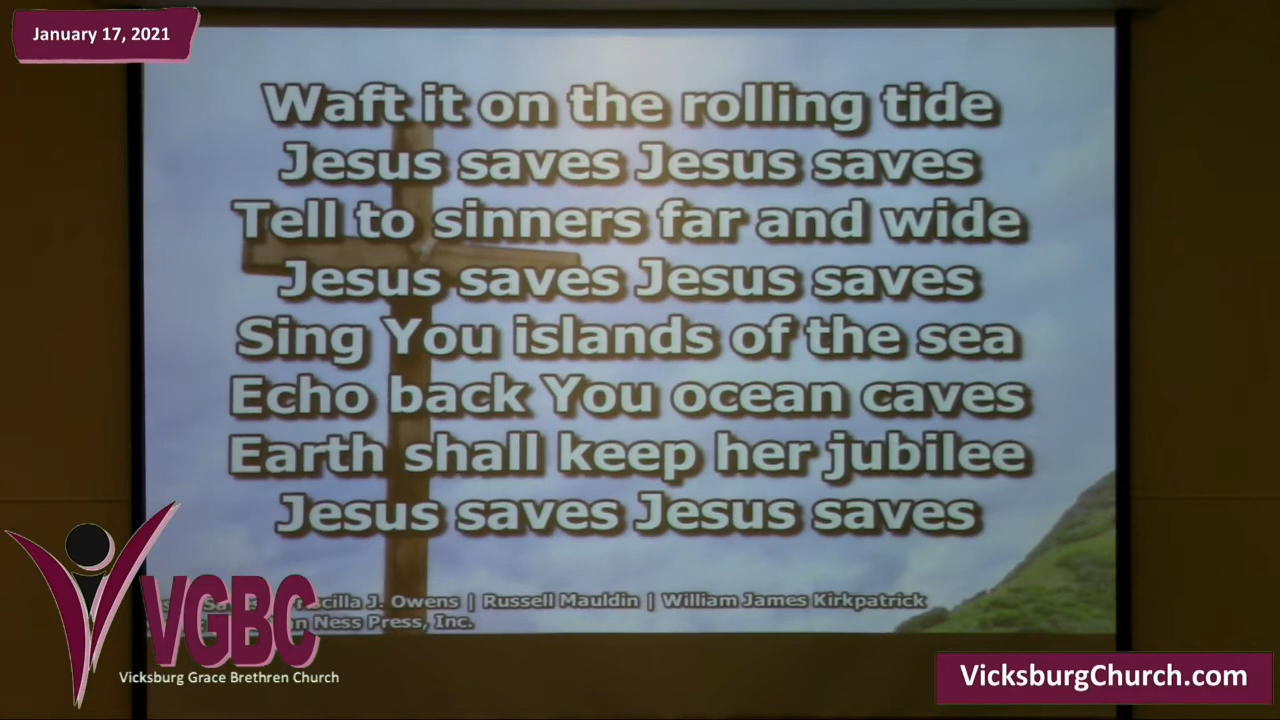 January 17, 2021
Waft it on the rolling tide
Jesus saves Jesus saves
Tell to sinners far and wide
Jesus saves Jesus saves
Sing You islands of the sea
Echo back You ocean caves
Earth shall keep her jubilee
Jesus saves Jesus saves
J. Owens | Russell Mauldin | William James Kirkpatrick
Ness Press, Inc.
VGBC
Vicksburg Grace Brethren Church
VicksburgChurch.com